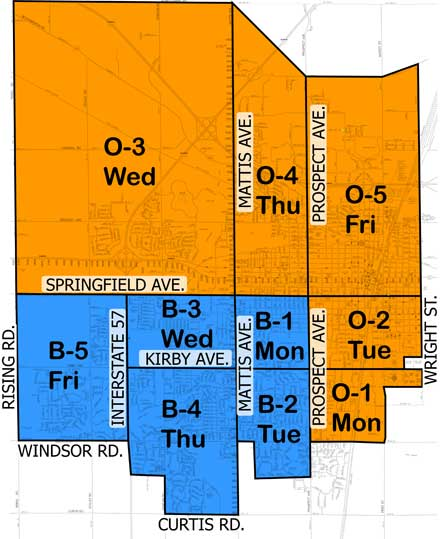 O-3
Wed
MATTIS AVE.
O-4
Thu
PROSPECT AVE.
O-5
Fri
SPRINGFIELD AVE.
RISING RD.
B-5
Fri
INTERSTATE 57
B-3
Wed
KIRBY AVE.
B-4
Thu
MATTIS AVE.
B-1
Mon
B-2
Tue
PROSPECT AVE.
O-2
Tue
O-1
Mon
WRIGHT ST.
WINDSOR RD.
CURTIS RD.